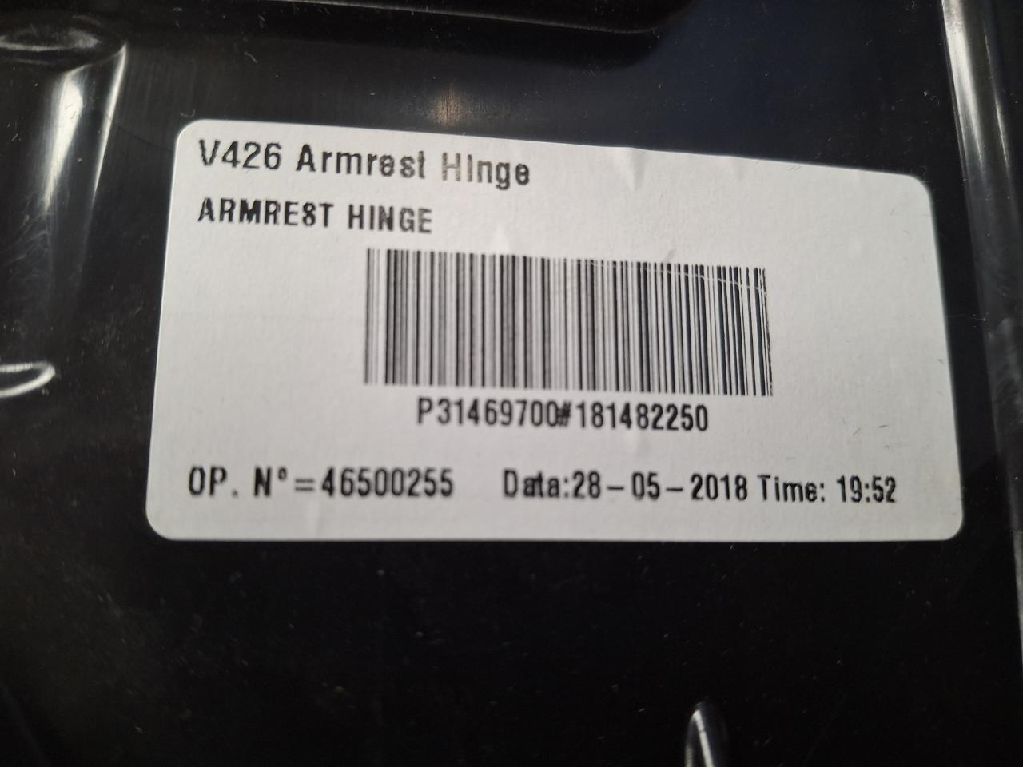 V426 Armrest Hinge
ARMREST HINGE
P31469700#181482250
OP. N°=46500255 Data:28-05-2018 Time: 19:52